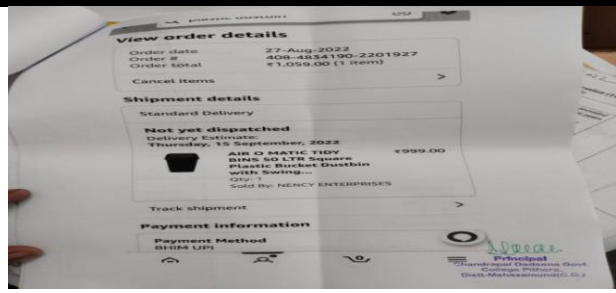 View order details
Order date 27-Aug-2022
Order # 408-4834190-2201927
Order total ₹1,059.00 (1 item)
Cancel Items >
Shipment details
Standard Delivery
Not yet dispatched
Delivery Estimate:
Thursday, 15 September, 2022
AIR O MATIC TIDY ₹999.00
BINS 50 LTR Square
Plastic Bucket Dustbin
with Swing...
Qty: 1
Sold By: NENCY ENTERPRISES
Track shipment >
Payment information
Payment Method
BHIM UPI
Principal
Chandrapal Dadsena Govt.
College Pithora,
Distt-Mahasamund(C.G.)